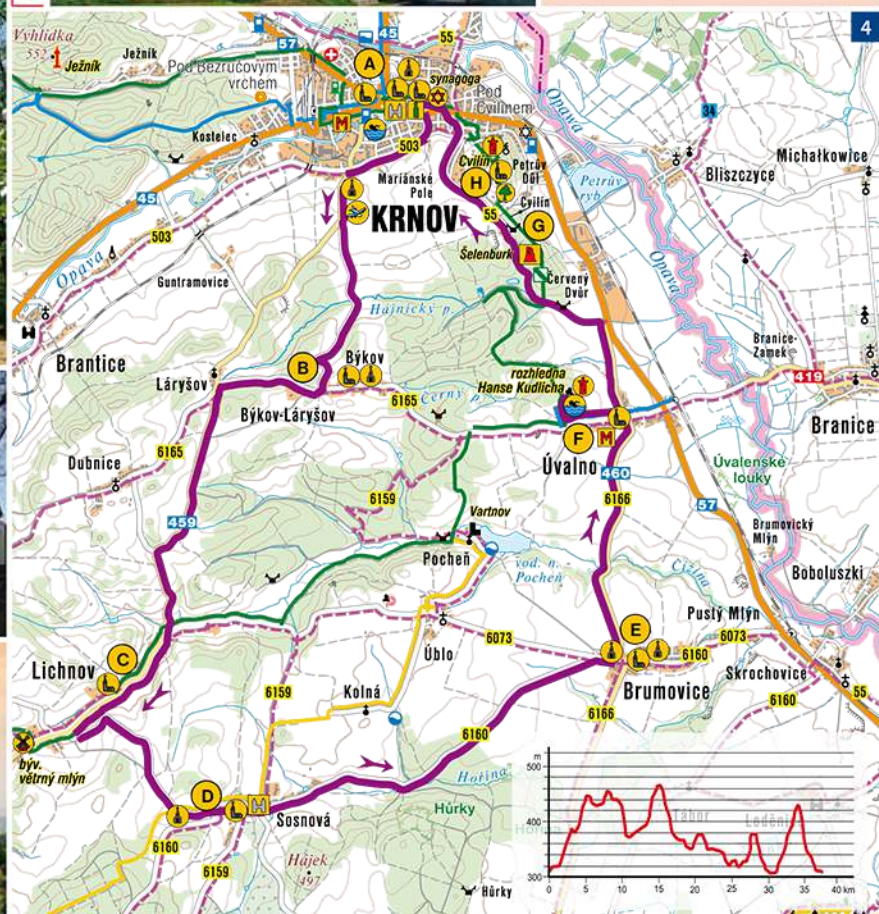 4
Vyhlídka
552
Ježník
Ježník
Pod Bezručovým
vrchem
57
45
55
A
synagoga
Pod
Cvilínem
Kostelec
M
H
503
Opawa
34
Michałkowice
Bliszczyce
Cvilín
Petrův
Důl
H
Petrův
ryb.
Mariánské
Pole
KRNOV
45
503
Opava
55
Cvilín
G
Šelenburk
Opava
Guntramovice
Červený
Dvůr
Hájnický p.
Brantice
Branice-
Zamek
B
Býkov
rozhledna
Hanse Kudlicha
419
Láryšov
6165
Černý p.
Býkov-Láryšov
Branice
F
M
Úvalno
6165
Dubnice
460
Úvalenské
louky
6159
6166
459
Vartnov
57
Brumovický
Mlýn
Pocheň
vod. n.
Pocheň
Čižina
Boboluszki
Pustý Mlýn
C
E
6073
6073
Lichnov
Úblo
6160
Brumovice
Skrochovice
6159
Kolná
6160
55
6166
býv.
větrný mlýn
6160
D
H
Hořina
Sosnová
Hůrky
6160
Hájek
497
6159
Hůrky
m
500
400
300
Tábor
Loděnice
0
5
10
15
20
25
30
35
40 km